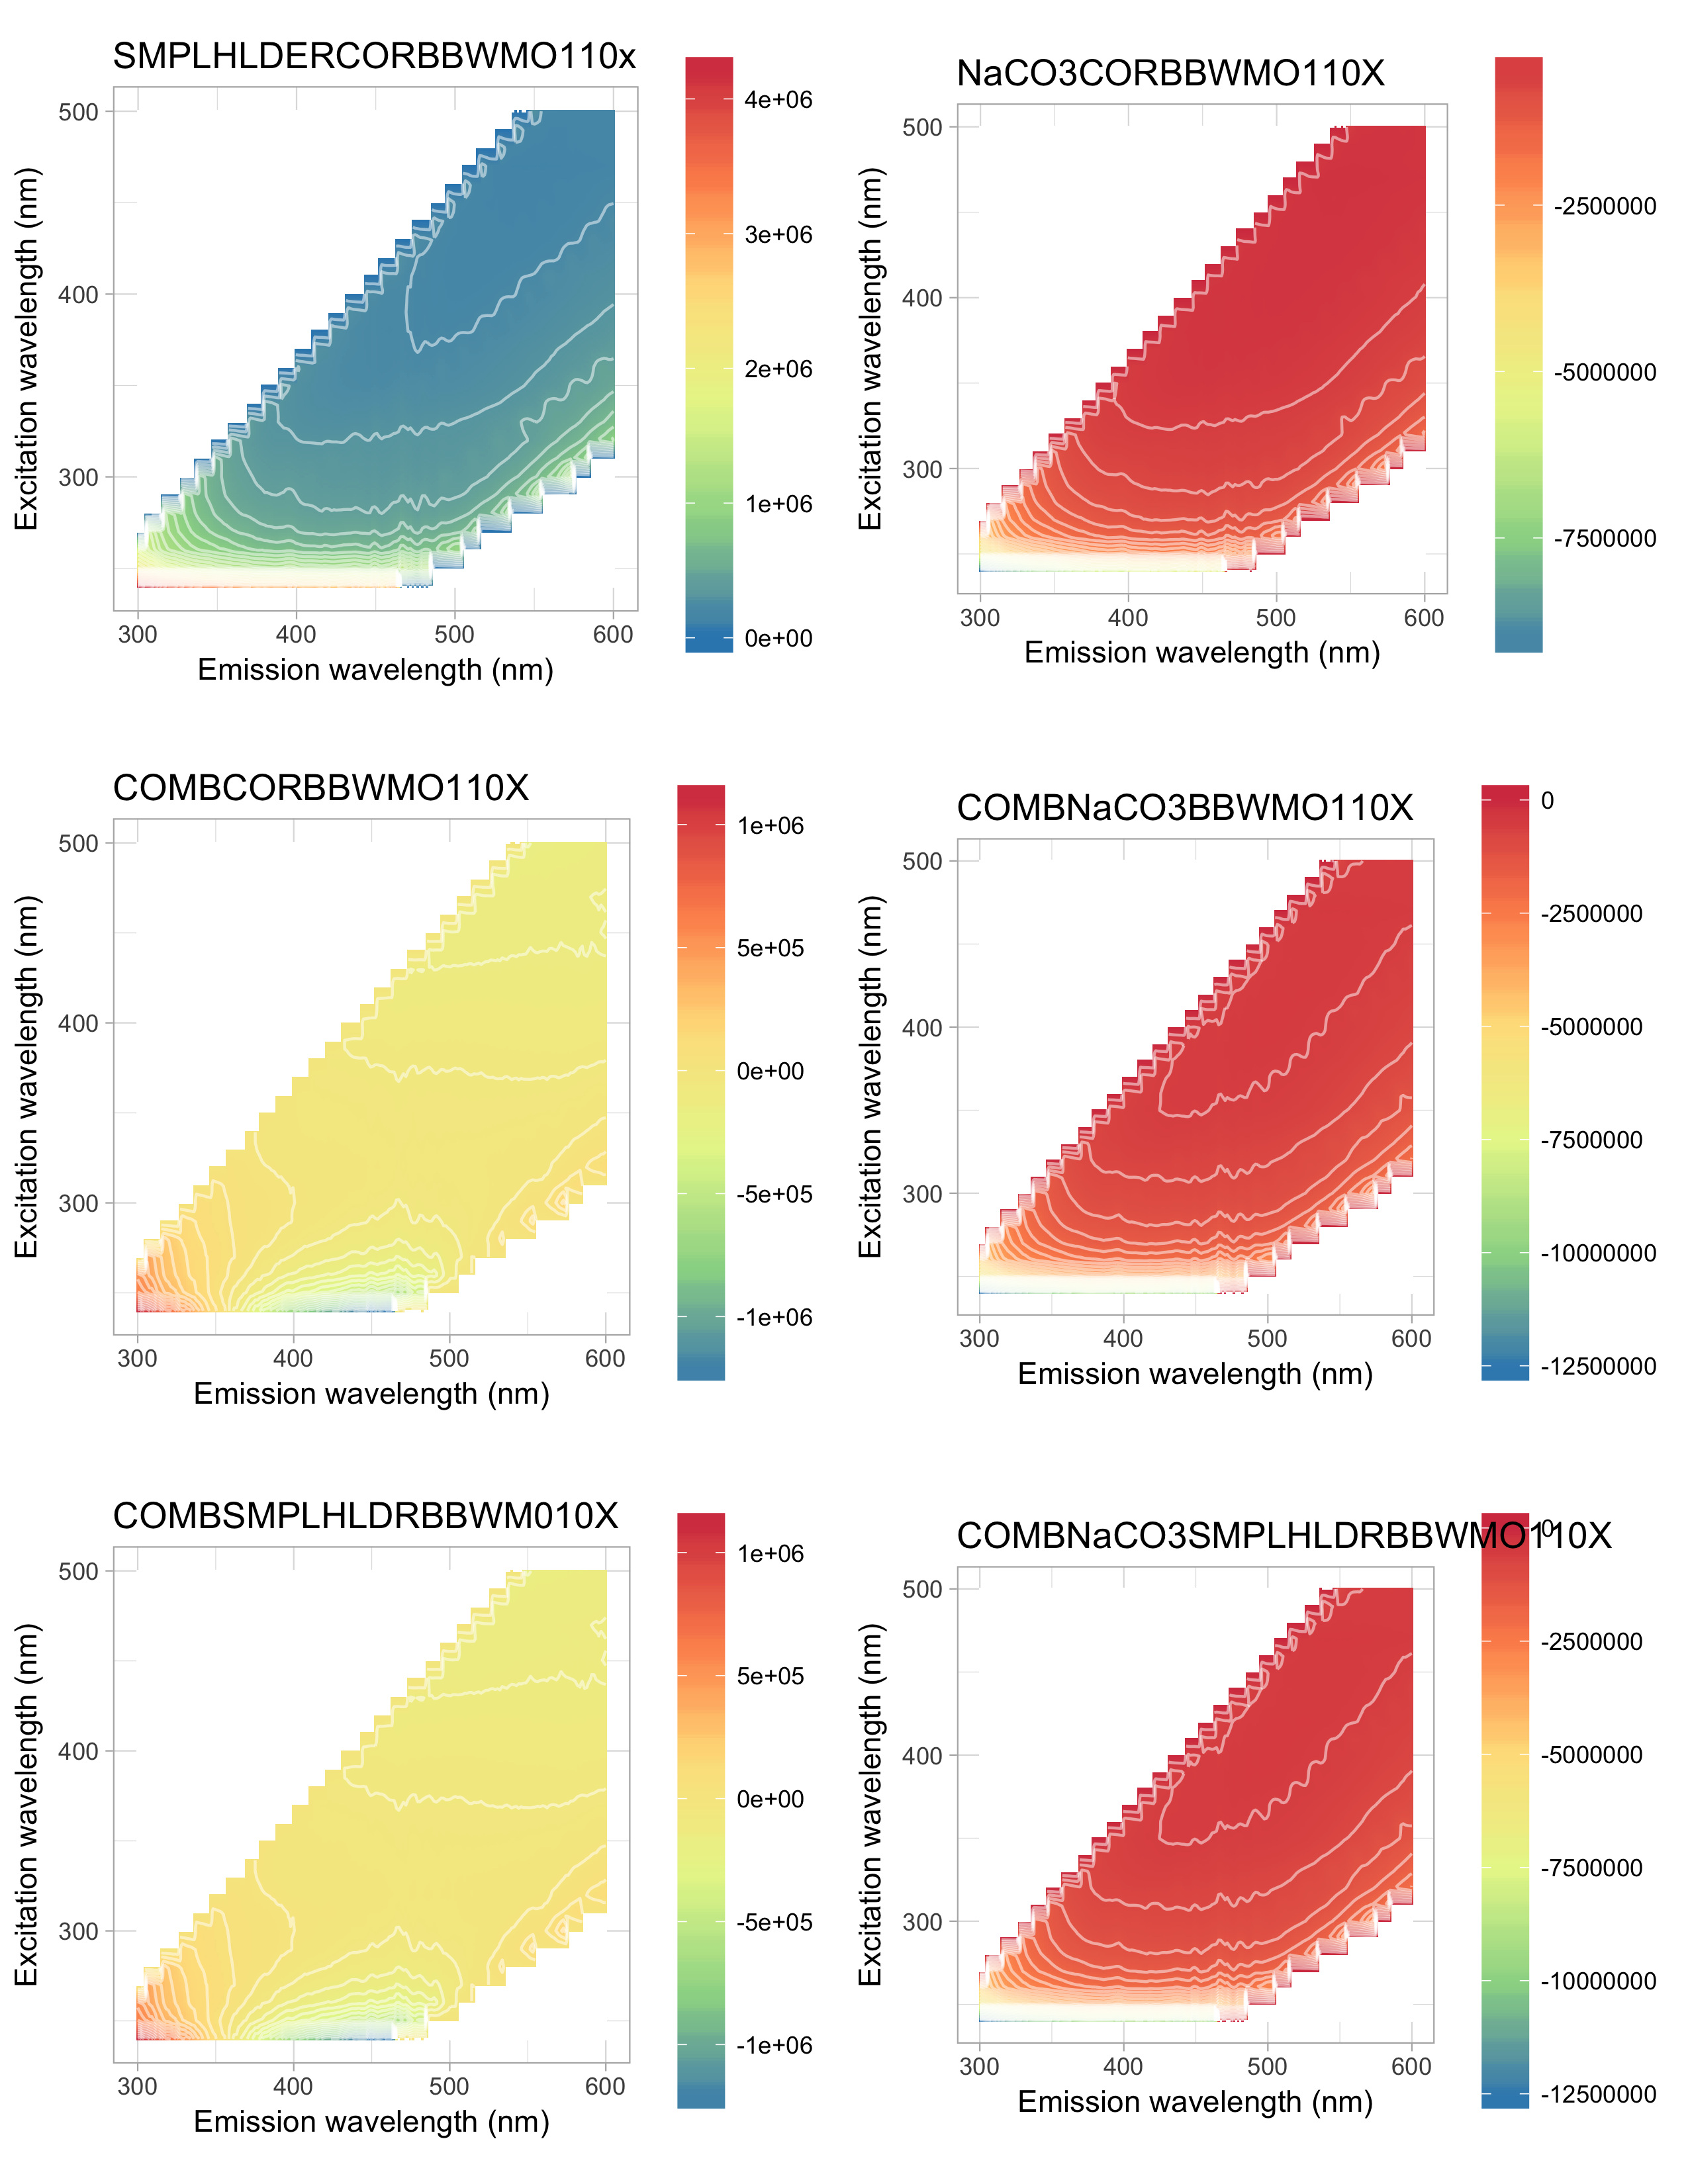 SMPLHLDERCORBBWMO110x
Excitation wavelength (nm)
500
400
300
300 400 500 600
Emission wavelength (nm)
4e+06
3e+06
2e+06
1e+06
0e+00
NaCO3CORBBWMO110X
Excitation wavelength (nm)
500
400
300
300 400 500 600
Emission wavelength (nm)
-2500000
-5000000
-7500000
COMBCORBBWMO110X
Excitation wavelength (nm)
500
400
300
300 400 500 600
Emission wavelength (nm)
1e+06
5e+05
0e+00
-5e+05
-1e+06
COMBNaCO3BBWMO110X
Excitation wavelength (nm)
500
400
300
300 400 500 600
Emission wavelength (nm)
0
-2500000
-5000000
-7500000
-10000000
-12500000
COMBSMPLHLDRBBWM010X
Excitation wavelength (nm)
500
400
300
300 400 500 600
Emission wavelength (nm)
1e+06
5e+05
0e+00
-5e+05
-1e+06
COMBNaCO3SMPLHLDRBBWMO110X
Excitation wavelength (nm)
500
400
300
300 400 500 600
Emission wavelength (nm)
0
-2500000
-5000000
-7500000
-10000000
-12500000